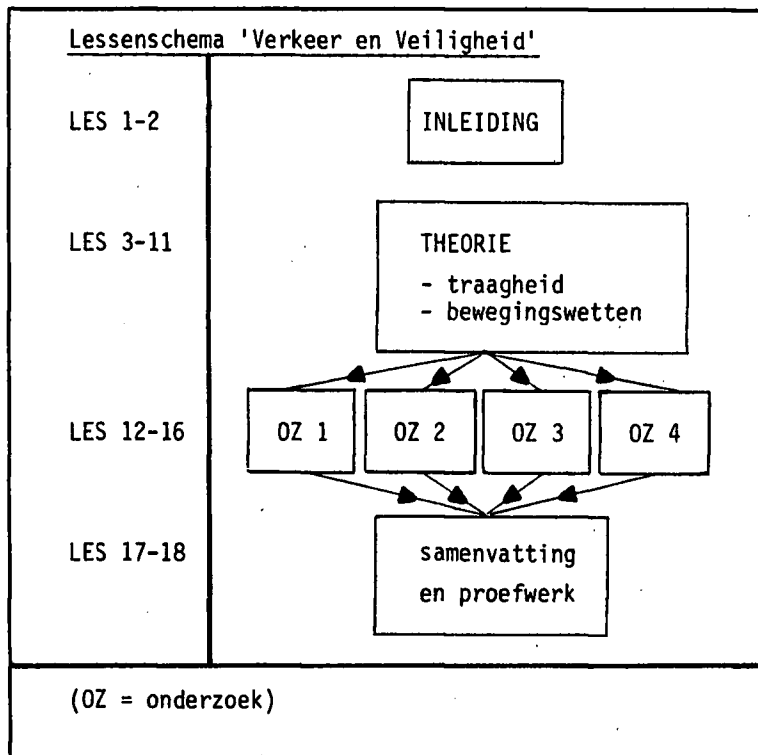 Lessenschema 'Verkeer en Veiligheid'
LES 1-2
INLEIDING
LES 3-11
THEORIE
- traagheid
- bewegingswetten
LES 12-16
OZ 1
OZ 2
OZ 3
OZ 4
LES 17-18
samenvatting
en proefwerk
(OZ = onderzoek)